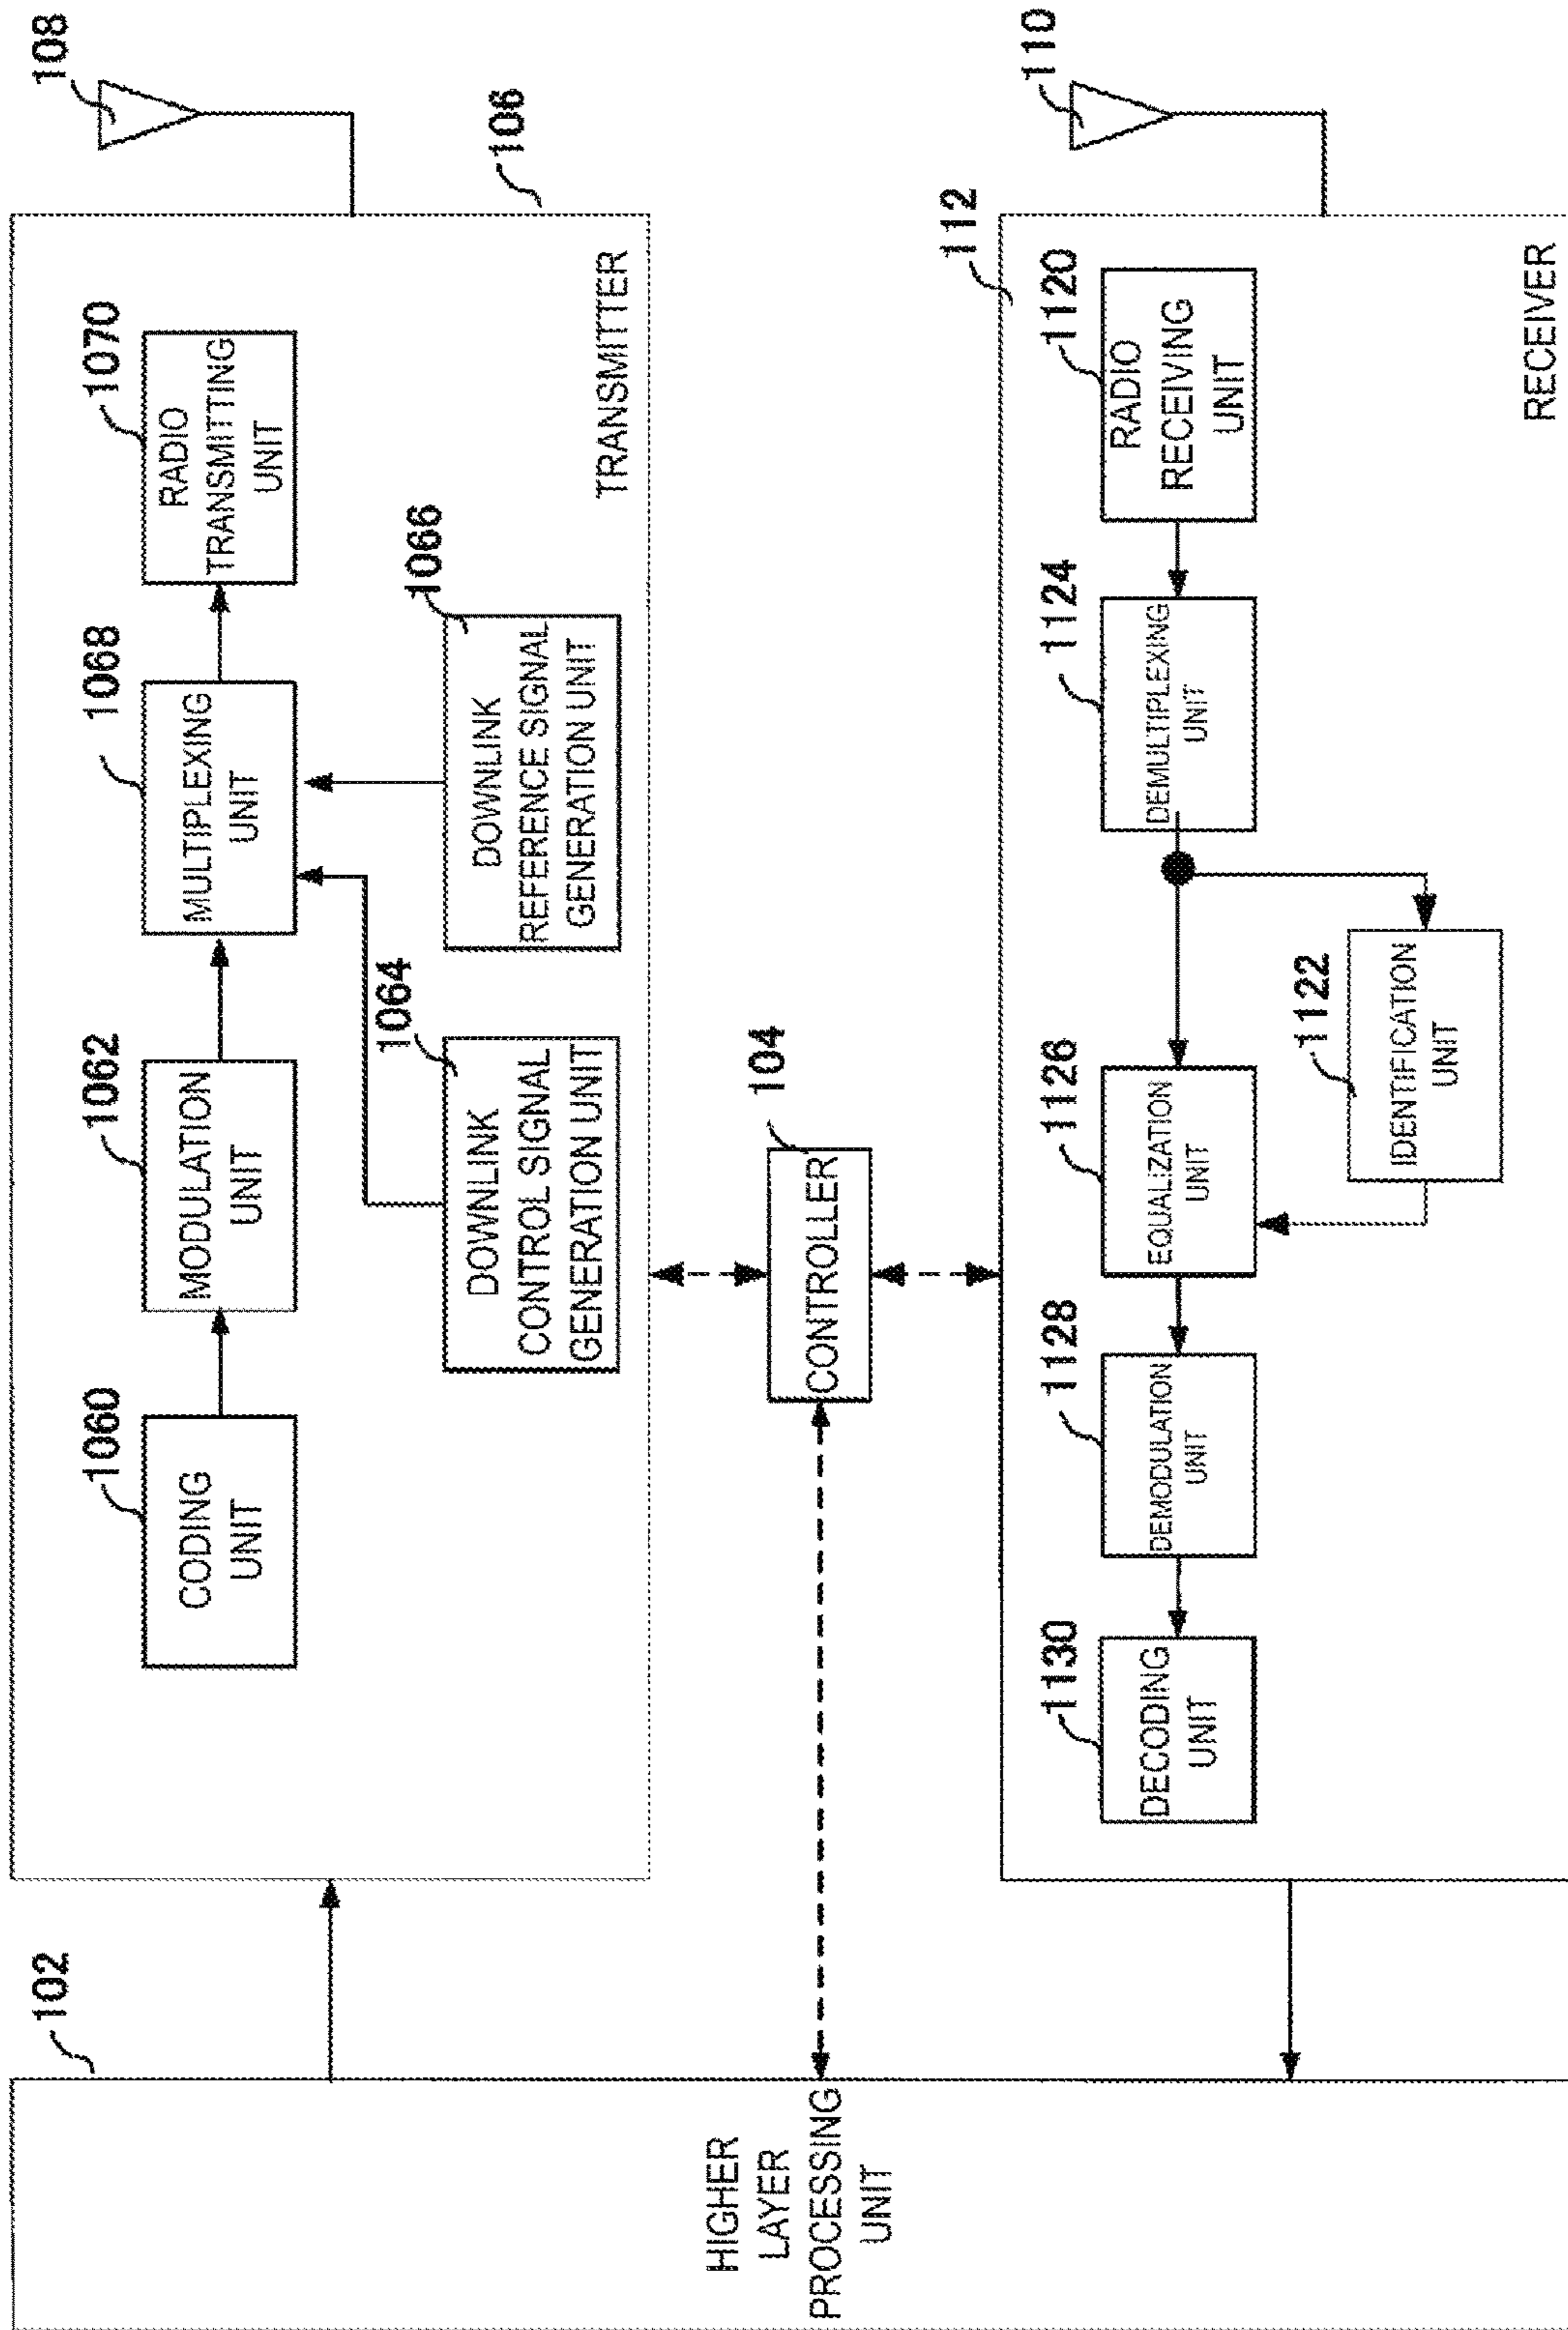 102
HIGHER
LAYER
PROCESSING
UNIT
108
106
TRANSMITTER
1060
CODING
UNIT
1062
MODULATION
UNIT
1068
MULTIPLEXING
UNIT
1070
RADIO
TRANSMITTING
UNIT
1064
DOWNLINK
CONTROL SIGNAL
GENERATION UNIT
1066
DOWNLINK
REFERENCE SIGNAL
GENERATION UNIT
104
CONTROLLER
110
112
1130
DECODING
UNIT
1128
DEMODULATION
UNIT
1126
EQUALIZATION
UNIT
1124
DEMULTIPLEXING
UNIT
1120
RADIO
RECEIVING
UNIT
1122
IDENTIFICATION
UNIT
RECEIVER